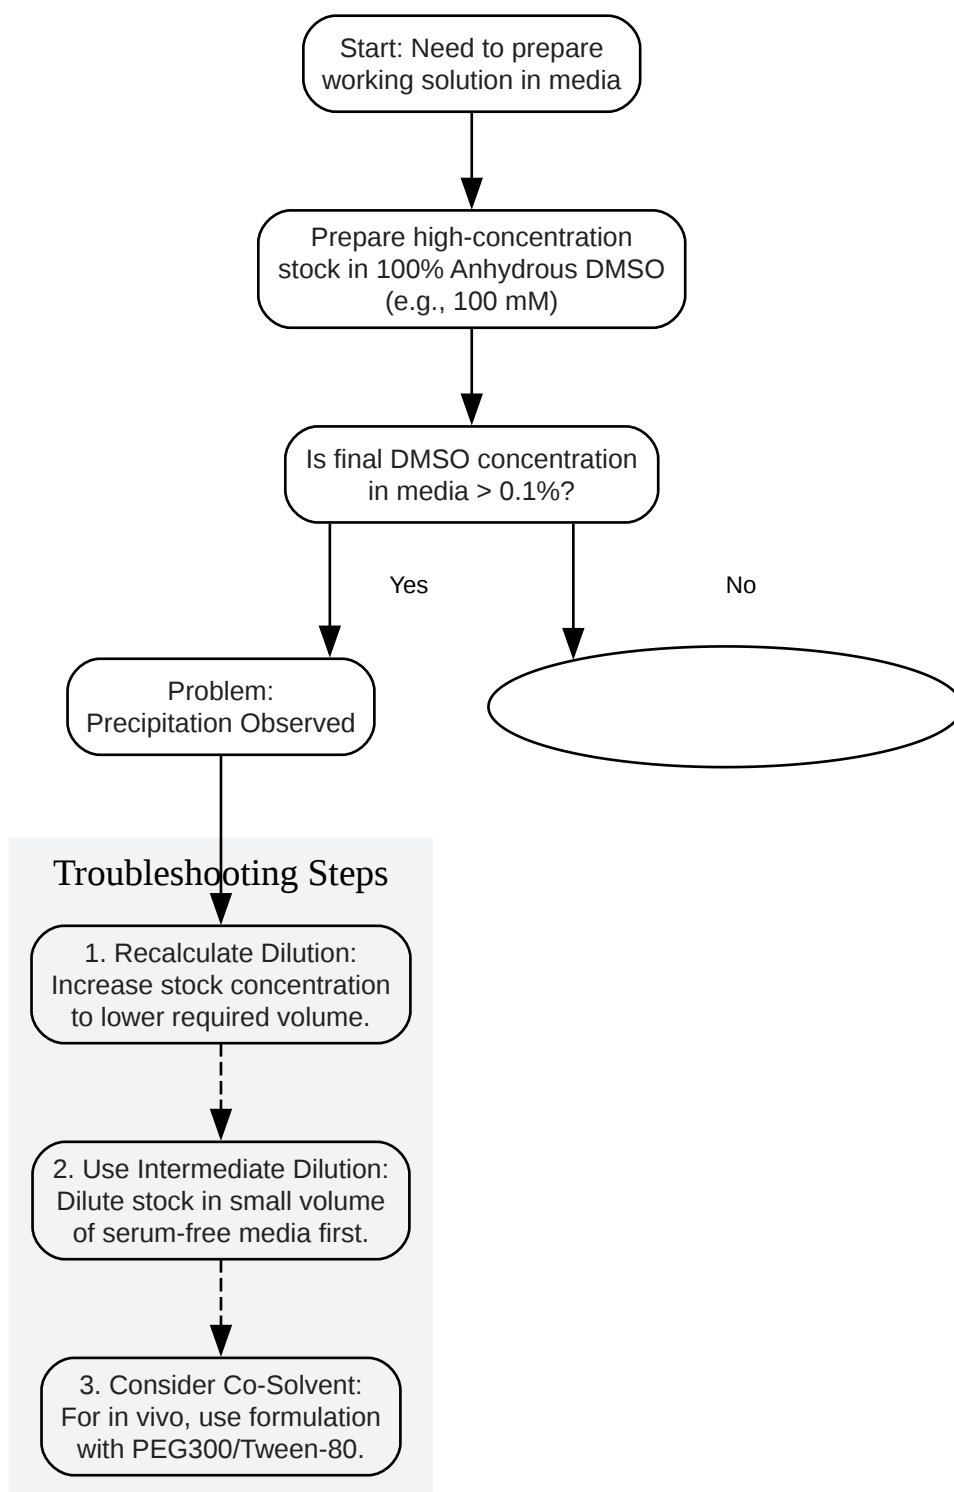 Start: Need to prepare
working solution in media
Prepare high-concentration
stock in 100% Anhydrous DMSO
(e.g., 100 mM)
Is final DMSO concentration
in media > 0.1%?
Yes
No
Problem:
Precipitation Observed
Troubleshooting Steps
1. Recalculate Dilution:
Increase stock concentration
to lower required volume.
2. Use Intermediate Dilution:
Dilute stock in small volume
of serum-free media first.
3. Consider Co-Solvent:
For in vivo, use formulation
with PEG300/Tween-80.